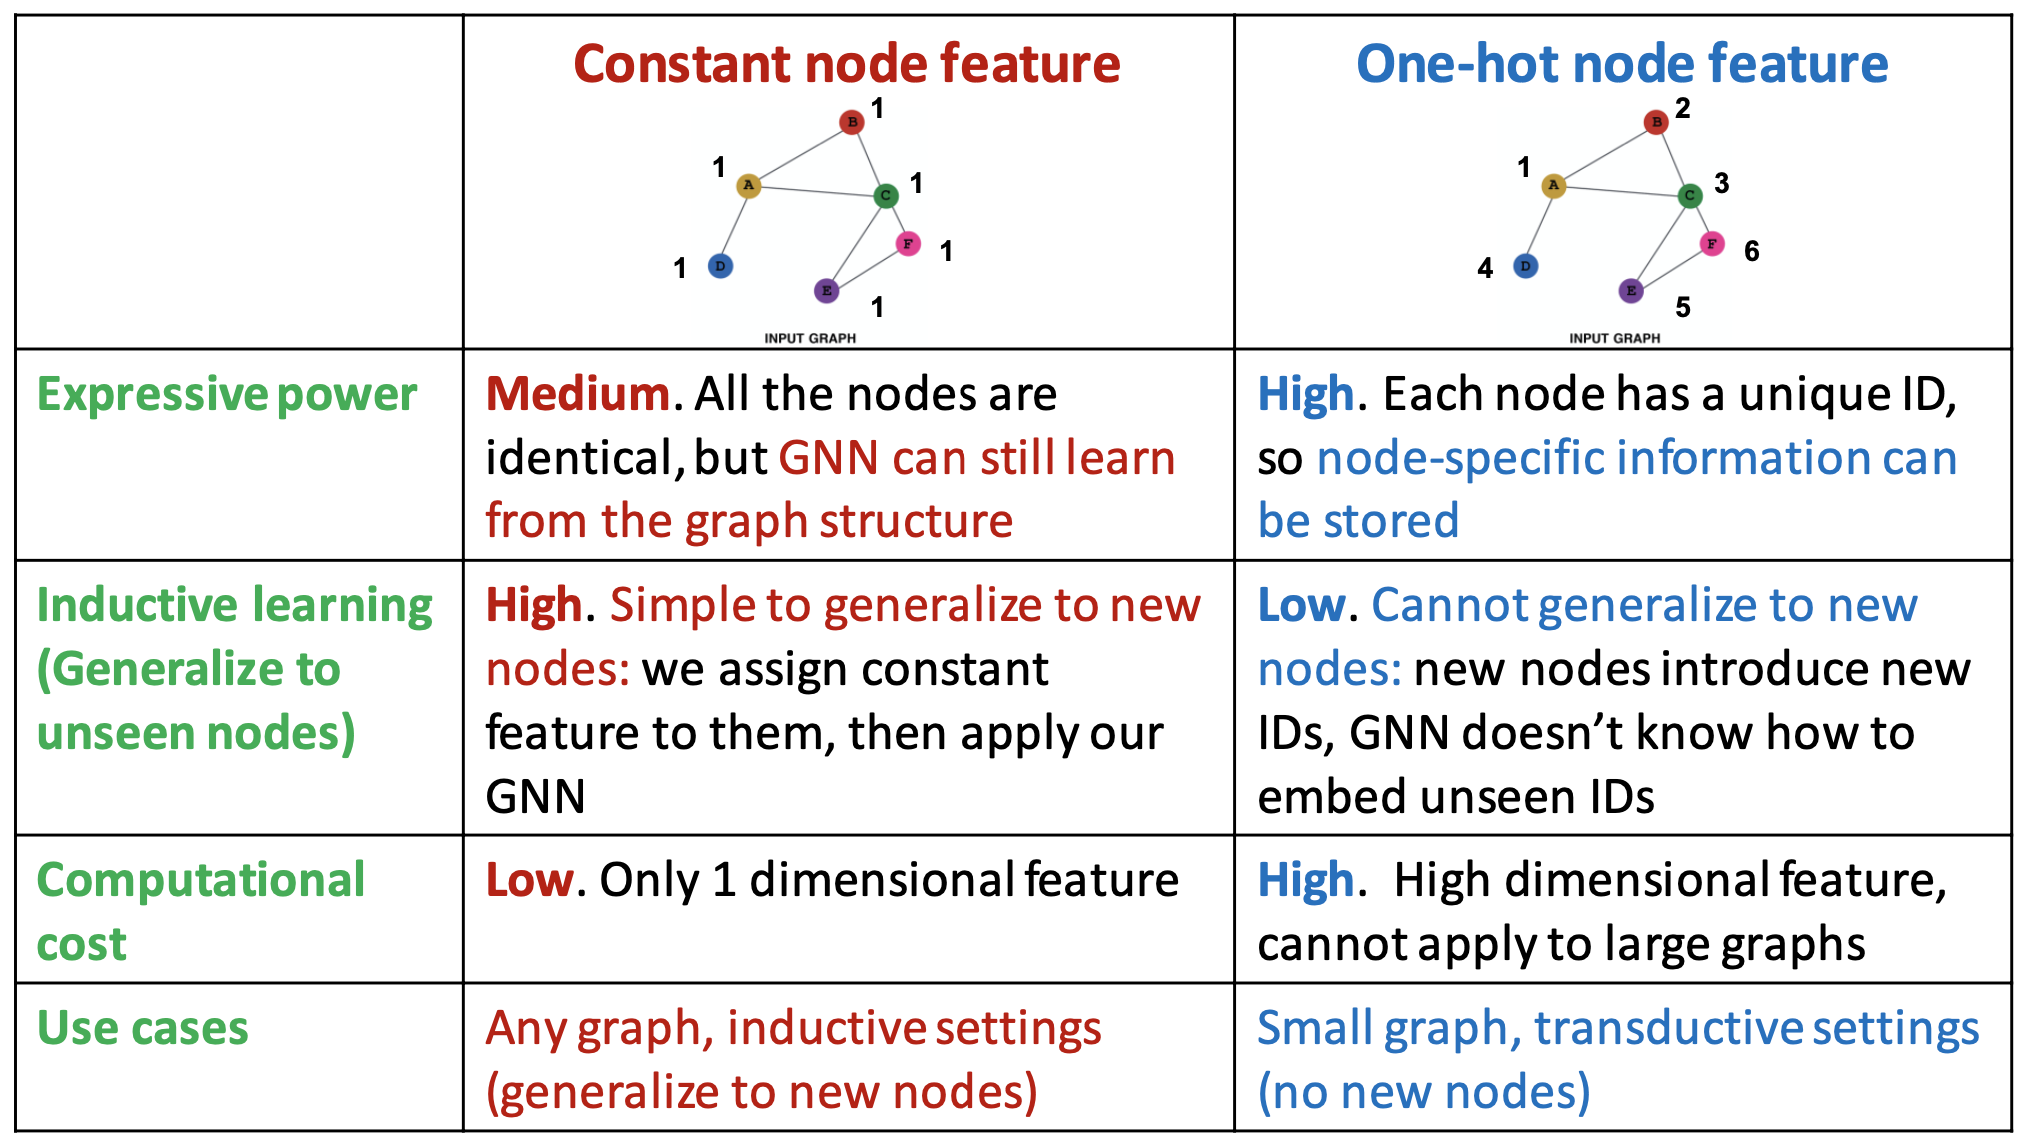 Constant node feature
One-hot node feature
1
B
1
A
1
C
1
F
1
D
E
1
INPUT GRAPH
2
B
1
A
3
C
6
F
4
D
E
5
INPUT GRAPH
Expressive power
Medium. All the nodes are
identical, but GNN can still learn
from the graph structure
High. Each node has a unique ID,
so node-specific information can
be stored
Inductive learning
(Generalize to
unseen nodes)
High. Simple to generalize to new
nodes: we assign constant
feature to them, then apply our
GNN
Low. Cannot generalize to new
nodes: new nodes introduce new
IDs, GNN doesn’t know how to
embed unseen IDs
Computational
cost
Low. Only 1 dimensional feature
High. High dimensional feature,
cannot apply to large graphs
Use cases
Any graph, inductive settings
(generalize to new nodes)
Small graph, transductive settings
(no new nodes)